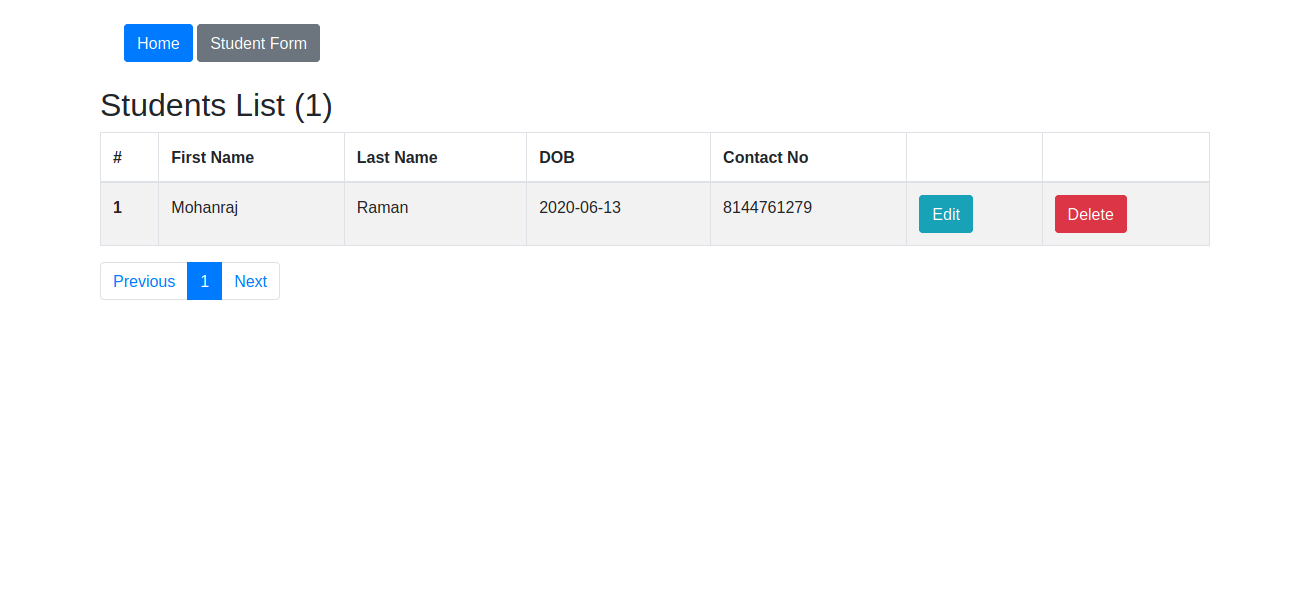 Home Student Form
Students List (1)
# First Name Last Name DOB Contact No
1 Mohanraj Raman 2020-06-13 8144761279 Edit Delete
Previous 1 Next